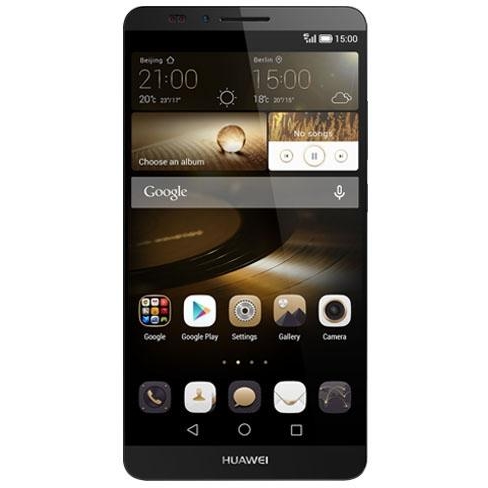 15:00
Beijing
Berlin
21:00
15:00
20°c 23°/17°
18°c 20°/15°
Choose an album
No songs
Google
Google
Google Play
Settings
Gallery
Camera
HUAWEI